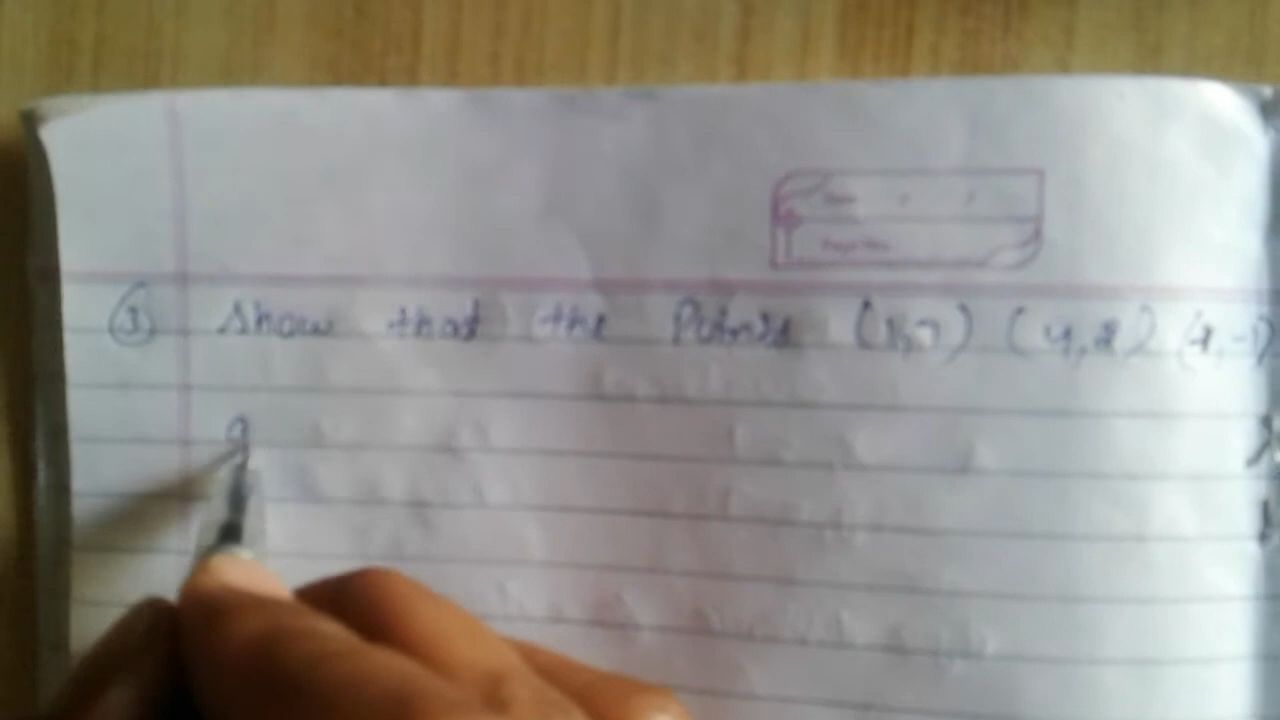 ③ Show that the Points (1,7) (4,2) (-1,-1)
a